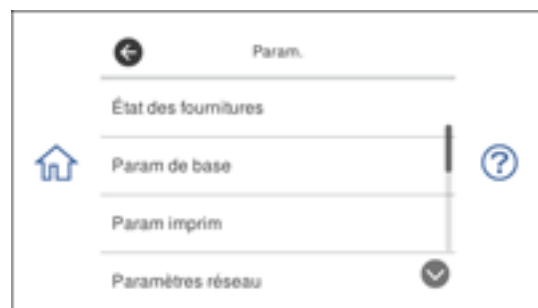 Param.
État des fournitures
Param de base
Param imprim
Paramètres réseau